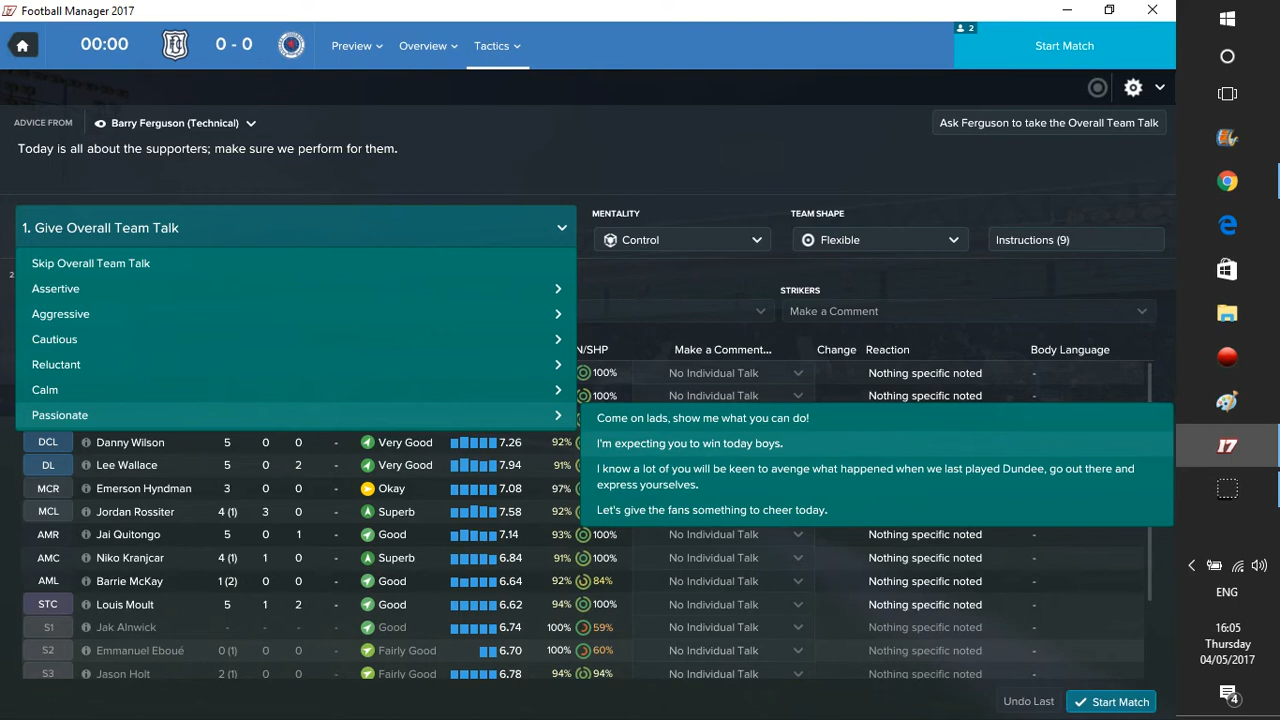 17 Football Manager 2017
00:00 0 - 0 Preview Overview Tactics 2 Start Match
ADVICE FROM Barry Ferguson (Technical) Ask Ferguson to take the Overall Team Talk
Today is all about the supporters; make sure we perform for them.
MENTALITY TEAM SHAPE
1. Give Overall Team Talk Control Flexible Instructions (9)
Skip Overall Team Talk
2
Assertive STRIKERS
Aggressive Make a Comment
Cautious N/SHP Make a Comment... Change Reaction Body Language
Reluctant 100% No Individual Talk Nothing specific noted -
Calm 100% No Individual Talk Nothing specific noted -
Passionate
Come on lads, show me what you can do!
I'm expecting you to win today boys.
I know a lot of you will be keen to avenge what happened when we last played Dundee, go out there and
express yourselves.
Let's give the fans something to cheer today.
DCL Danny Wilson 5 0 0 - Very Good 7.26 92%
DL Lee Wallace 5 0 2 - Very Good 7.94 91%
MCR Emerson Hyndman 3 0 0 - Okay 7.08 97%
MCL Jordan Rossiter 4 (1) 3 0 - Superb 7.58 92%
AMR Jai Quitongo 5 0 1 - Good 7.14 93% 100% No Individual Talk Nothing specific noted -
AMC Niko Kranjcar 4 (1) 1 0 - Superb 6.84 91% 100% No Individual Talk Nothing specific noted -
AML Barrie McKay 1 (2) 0 0 - Good 6.64 92% 84% No Individual Talk Nothing specific noted -
STC Louis Moult 5 1 2 - Good 6.62 94% 100% No Individual Talk Nothing specific noted -
S1 Jak Alnwick - - - - Good 6.74 100% 59% No Individual Talk Nothing specific noted -
S2 Emmanuel Eboué 0 (1) 0 0 - Fairly Good 6.70 100% 60% No Individual Talk Nothing specific noted -
S3 Jason Holt 2 (1) 0 0 - Fairly Good 6.78 94% 94% No Individual Talk Nothing specific noted -
Undo Last Start Match
17
ENG
16:05
Thursday
04/05/2017
4